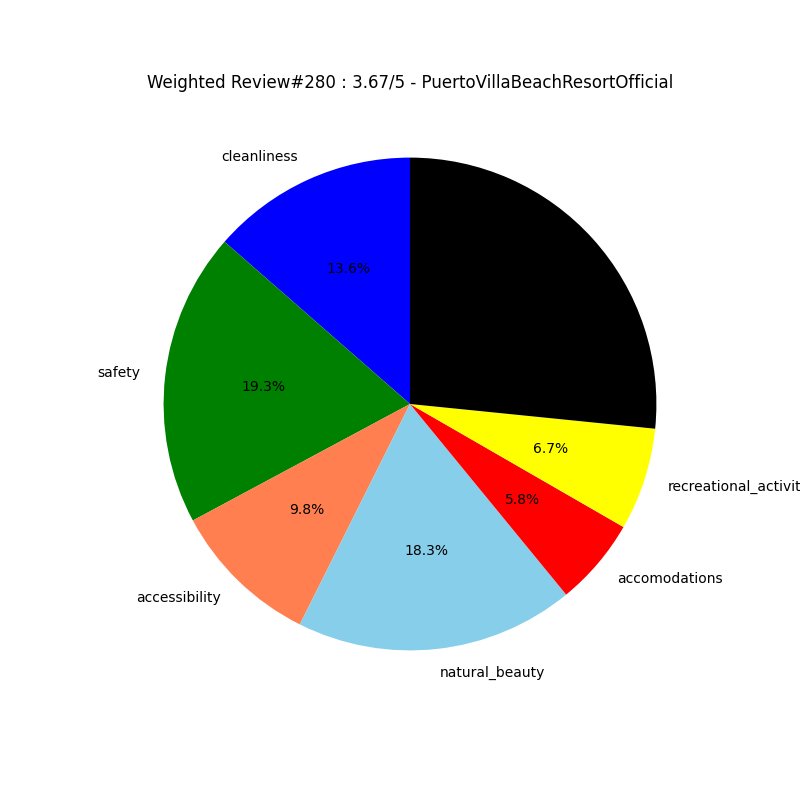 Weighted Review#280 : 3.67/5 - PuertoVillaBeachResortOfficial
cleanliness
13.6%
safety
19.3%
6.7%
recreational_activit
5.8%
9.8%
18.3%
accomodations
accessibility
natural_beauty